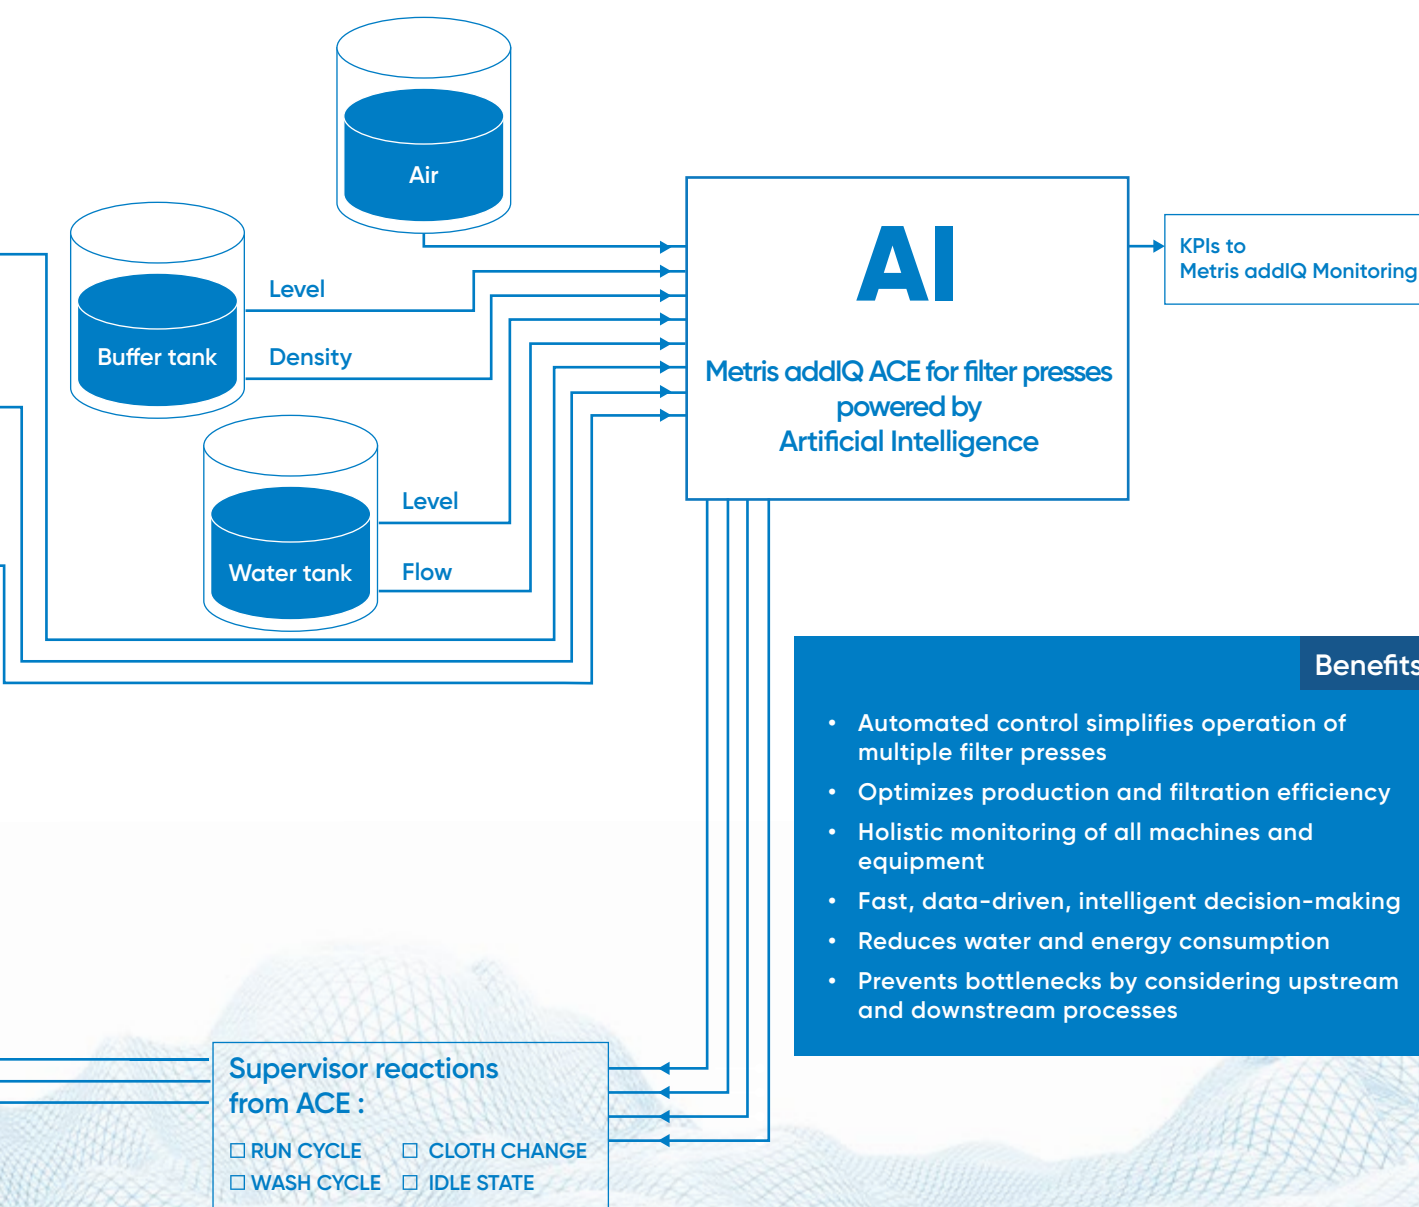 Air
Buffer tank
Level
Density
Water tank
Level
Flow
AI
Metris addIQ ACE for filter presses
powered by
Artificial Intelligence
KPIs to
Metris addIQ Monitoring
Benefits
• Automated control simplifies operation of
multiple filter presses
• Optimizes production and filtration efficiency
• Holistic monitoring of all machines and
equipment
• Fast, data-driven, intelligent decision-making
• Reduces water and energy consumption
• Prevents bottlenecks by considering upstream
and downstream processes
Supervisor reactions
from ACE :
☐ RUN CYCLE ☐ CLOTH CHANGE
☐ WASH CYCLE ☐ IDLE STATE